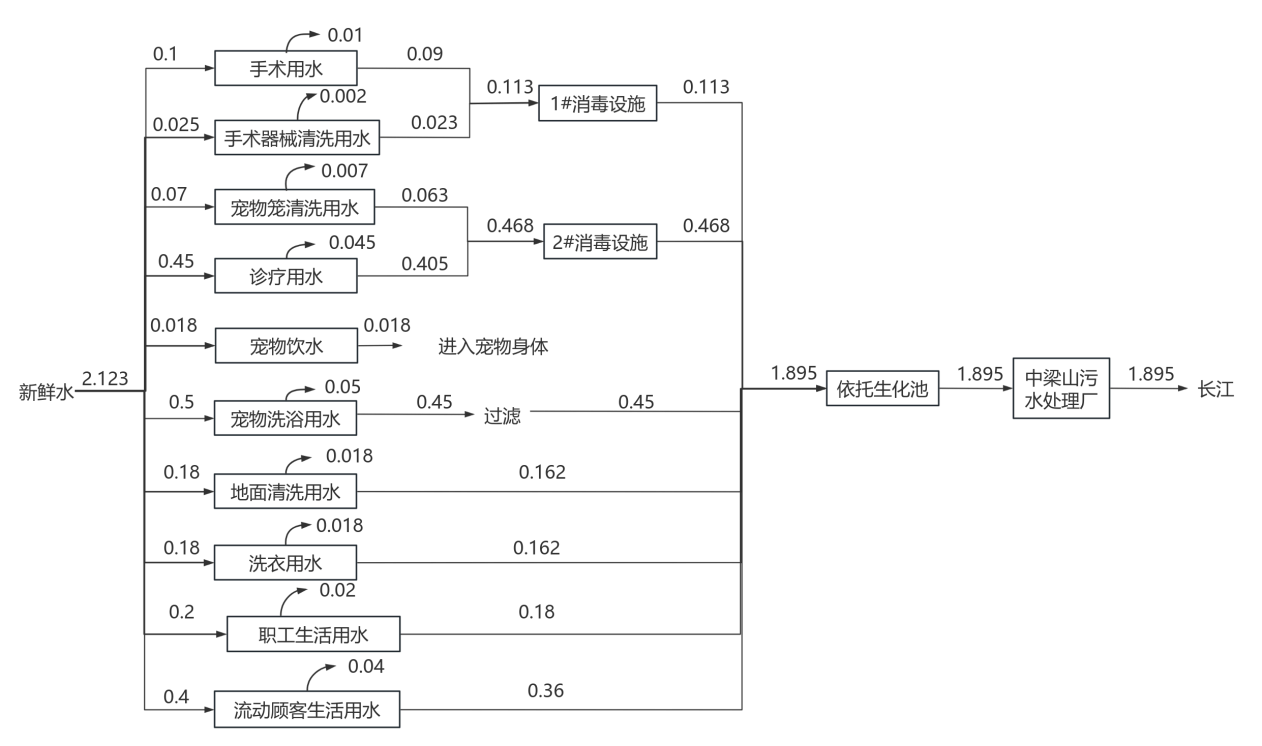 0.01
0.1
手术用水
0.09
0.002
0.113
1#消毒设施
0.113
0.025
手术器械清洗用水
0.023
0.007
0.07
宠物笼清洗用水
0.063
0.468
2#消毒设施
0.468
0.045
0.45
诊疗用水
0.405
0.018
宠物饮水
0.018
进入宠物身体
新鲜水
2.123
0.05
0.5
宠物洗浴用水
0.45
过滤
0.45
1.895
依托生化池
1.895
中梁山污
水处理厂
1.895
长江
0.018
0.18
地面清洗用水
0.162
0.018
0.18
洗衣用水
0.162
0.02
0.2
职工生活用水
0.18
0.04
0.4
流动顾客生活用水
0.36